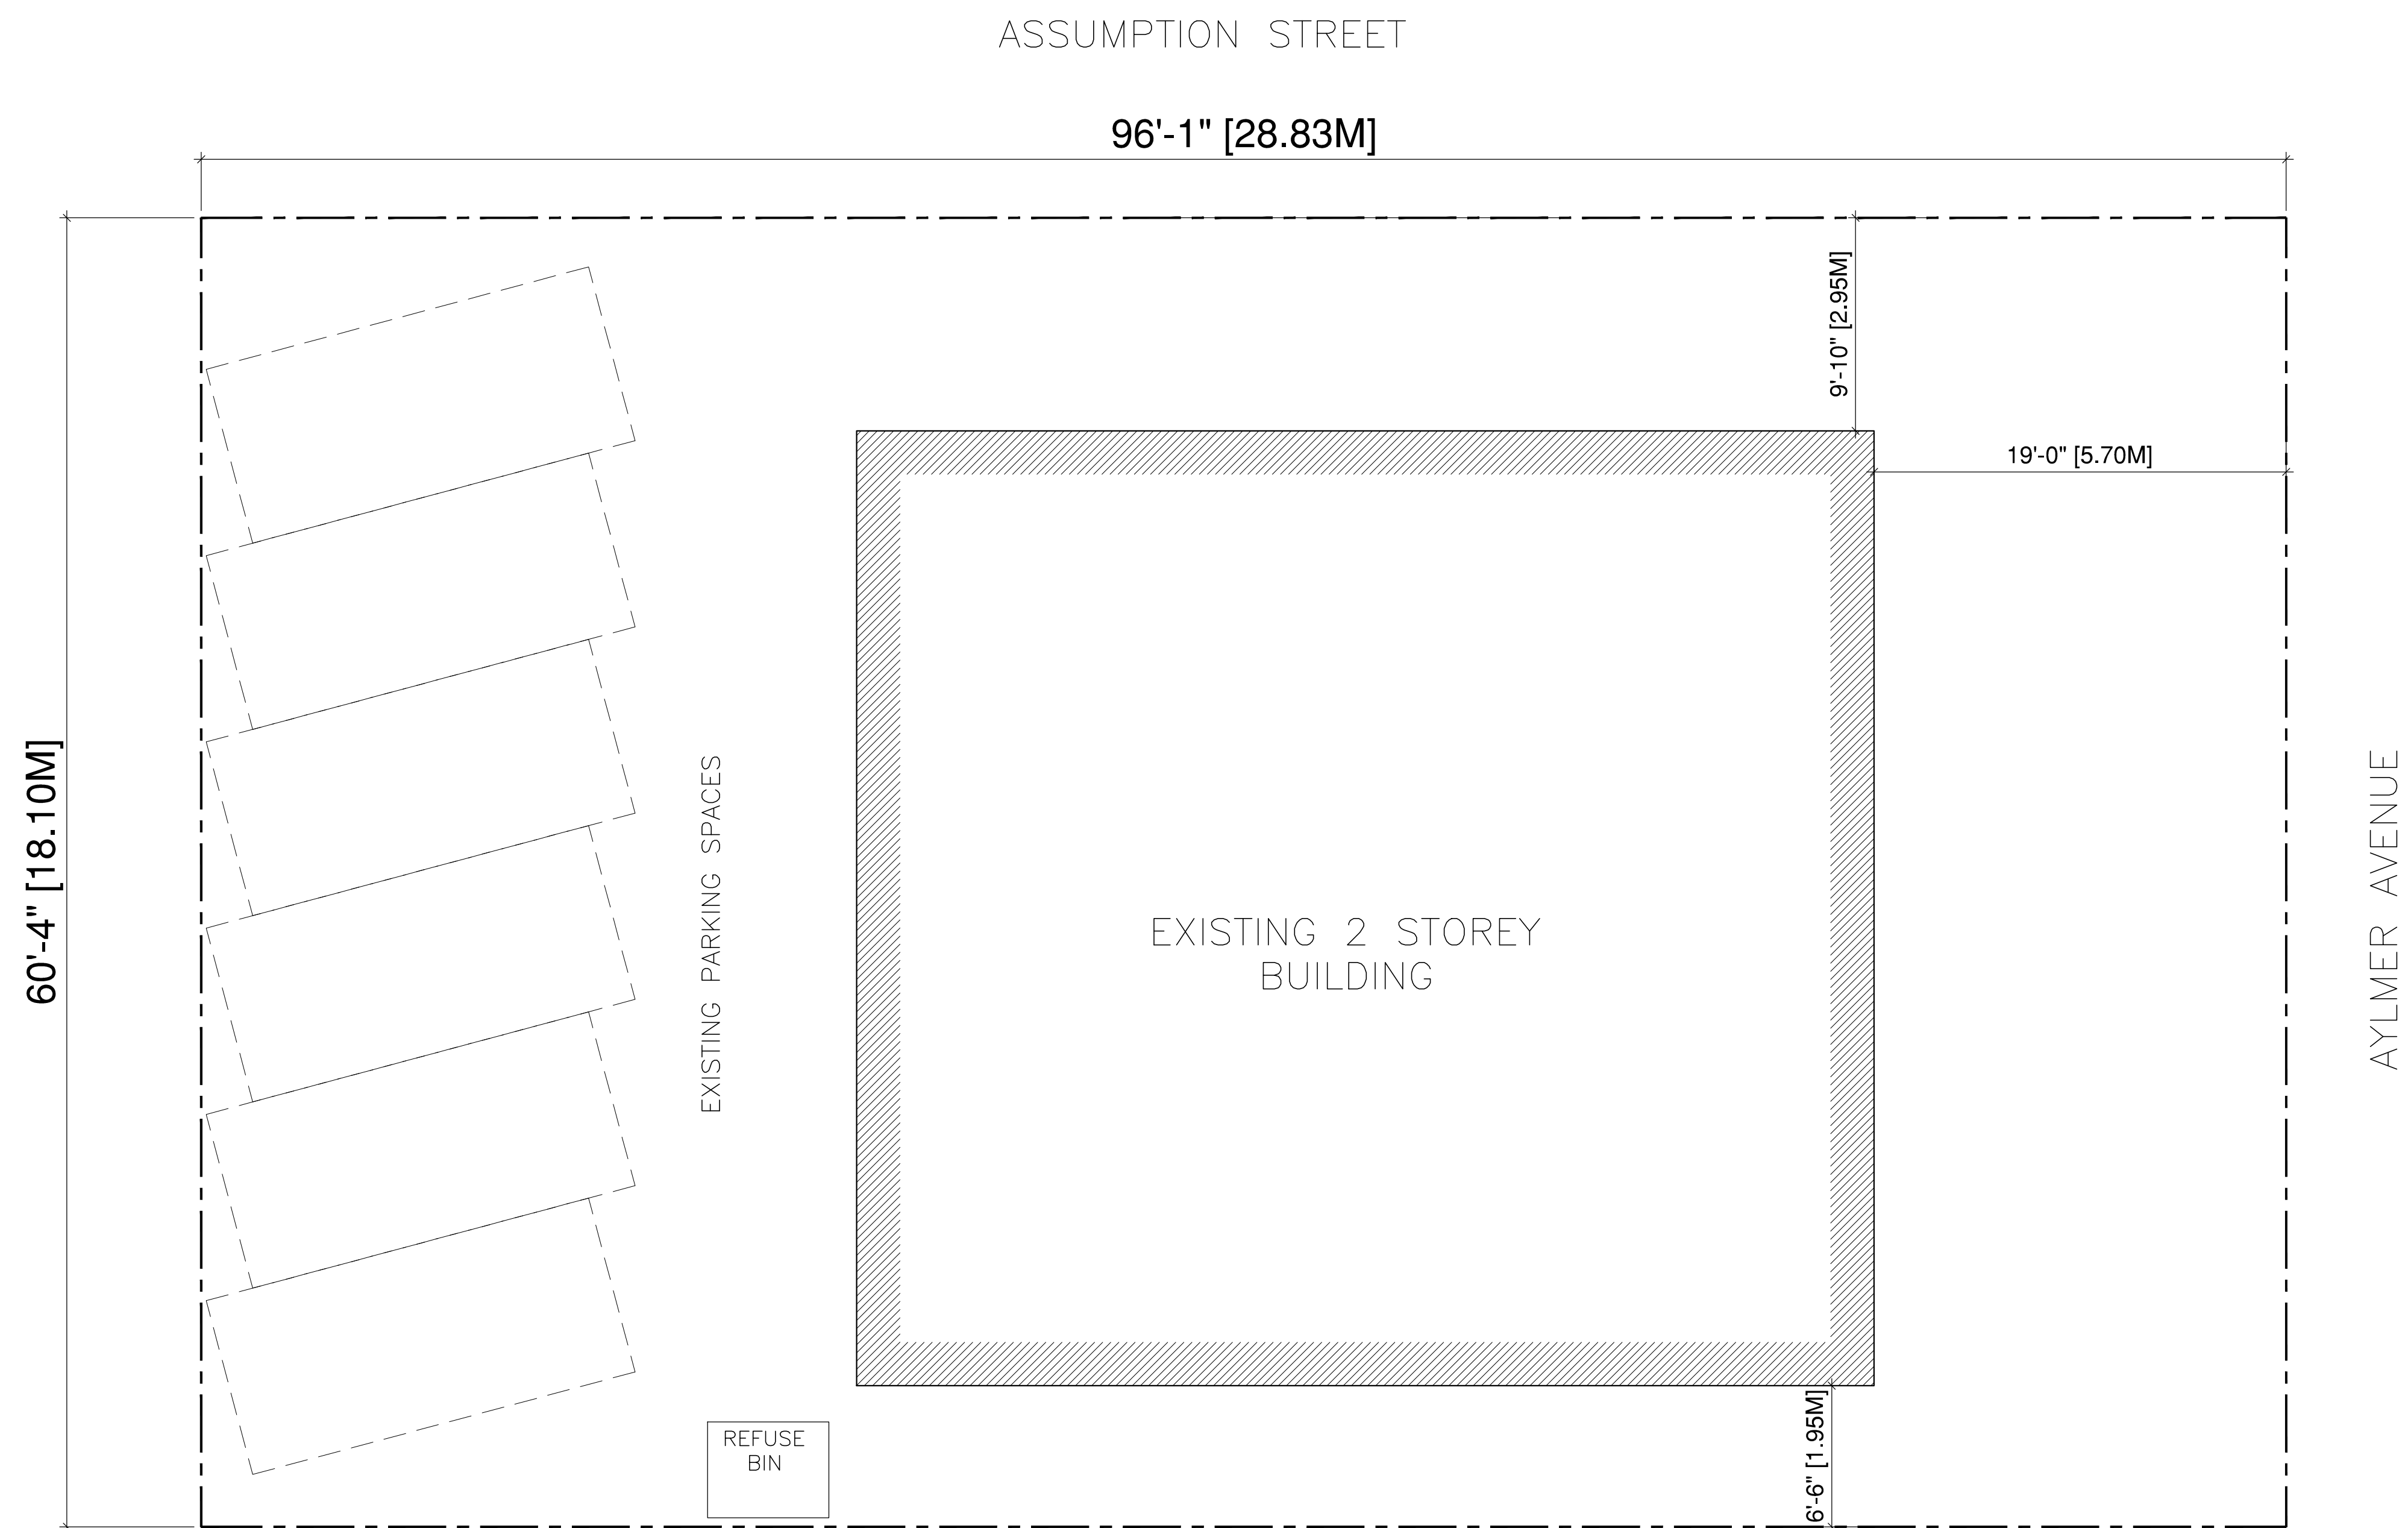 ASSUMPTION STREET
96'-1" [28.83M]
9'-10" [2.95M]
19'-0" [5.70M]
60'-4" [18.10M]
EXISTING PARKING SPACES
EXISTING 2 STOREY
BUILDING
AYLMER AVENUE
REFUSE
BIN
6'-6" [1.95M]